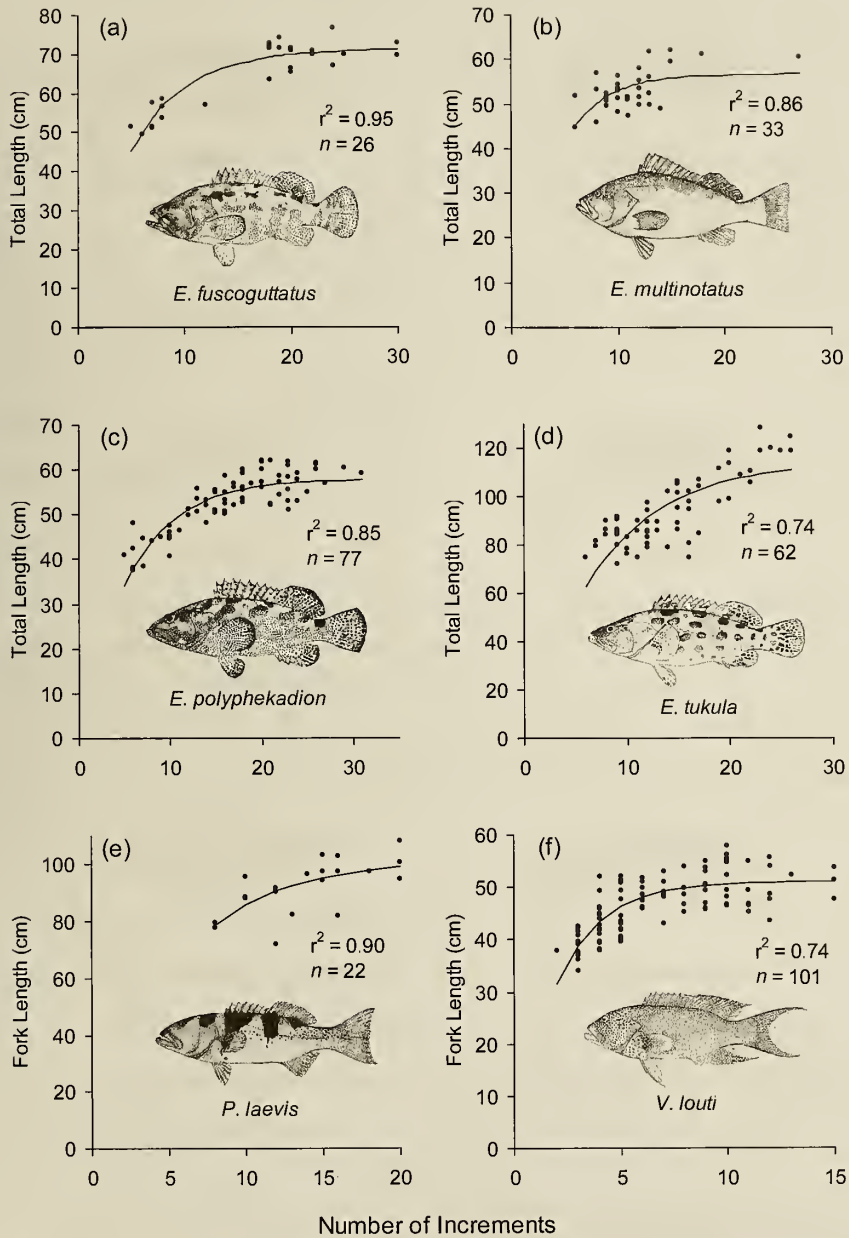 (a)
80
70
60
50
40
30
20
10
0
Total Length (cm)
r² = 0.95
n = 26
E. fuscoguttatus
0 10 20 30
(b)
70
60
50
40
30
20
10
0
Total Length (cm)
r² = 0.86
n = 33
E. multinotatus
0 10 20 30
(c)
70
60
50
40
30
20
10
0
Total Length (cm)
r² = 0.85
n = 77
E. polyphekadion
0 10 20 30
(d)
120
100
80
60
40
20
0
Total Length (cm)
r² = 0.74
n = 62
E. tukula
0 10 20 30
(e)
100
80
60
40
20
0
Fork Length (cm)
r² = 0.90
n = 22
P. laevis
0 5 10 15 20
(f)
60
50
40
30
20
10
0
Fork Length (cm)
r² = 0.74
n = 101
V. louti
0 5 10 15
Number of Increments